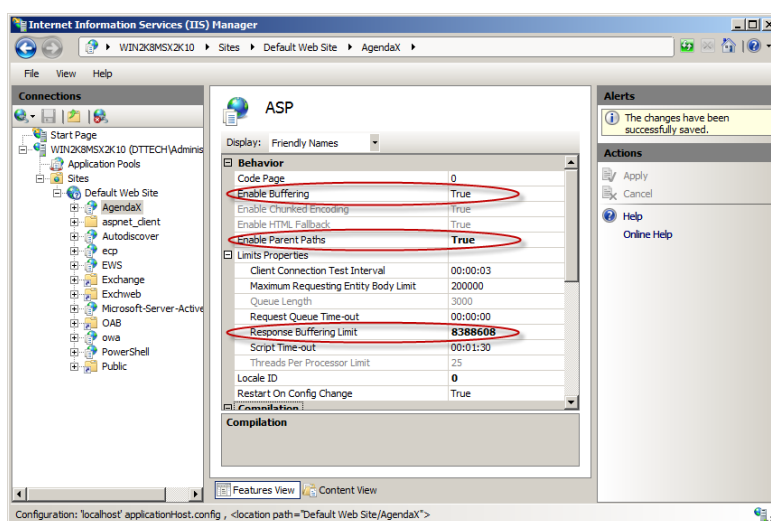 Internet Information Services (IIS) Manager
WIN2K8MSX2K10 Sites Default Web Site AgendaX
File View Help
Connections
Start Page
WIN2K8MSX2K10 (DTTECH\Adminis
Application Pools
Sites
Default Web Site
AgendaX
aspnet_client
Autodiscover
ecp
EWS
Exchange
Exchweb
Microsoft-Server-Active
OAB
owa
PowerShell
Public
ASP
Display: Friendly Names
Behavior
Code Page 0
Enable Buffering True
Enable Chunked Encoding True
Enable HTML Fallback True
Enable Parent Paths True
Limits Properties
Client Connection Test Interval 00:00:03
Maximum Requesting Entity Body Limit 200000
Queue Length 3000
Request Queue Time-out 00:00:00
Response Buffering Limit 8388608
Script Time-out 00:01:30
Threads Per Processor Limit 25
Locale ID 0
Restart On Config Change True
Compilation
Compilation
Features View Content View
Alerts
The changes have been
successfully saved.
Actions
Apply
Cancel
Help
Online Help
Configuration: 'localhost' applicationHost.config , <location path="Default Web Site/AgendaX">